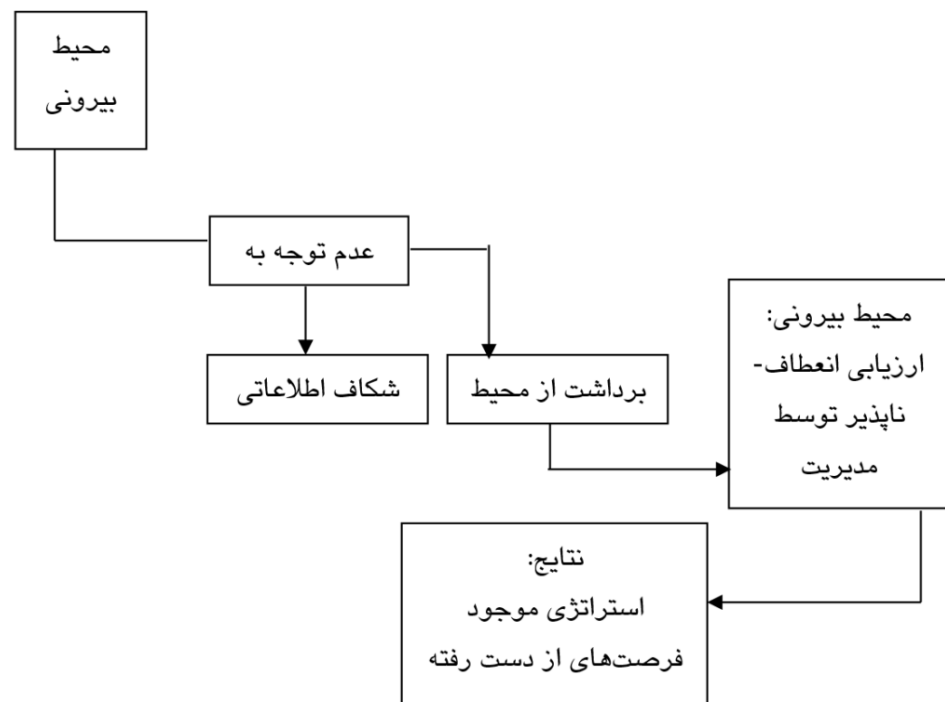 محیط
بیرونی
عدم توجه به
شکاف اطلاعاتی
برداشت از محیط
محیط بیرونی:
ارزیابی انعطاف-
ناپذیر توسط
مدیریت
نتایج:
استراتژی موجود
فرصت‌های از دست رفته